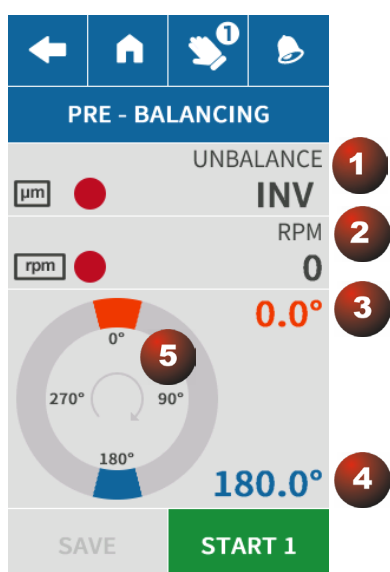 1
PRE - BALANCING
UNBALANCE
1
µm
INV
RPM
2
rpm
0
0.0°
3
0°
5
270°
90°
180°
180.0°
4
SAVE
START 1